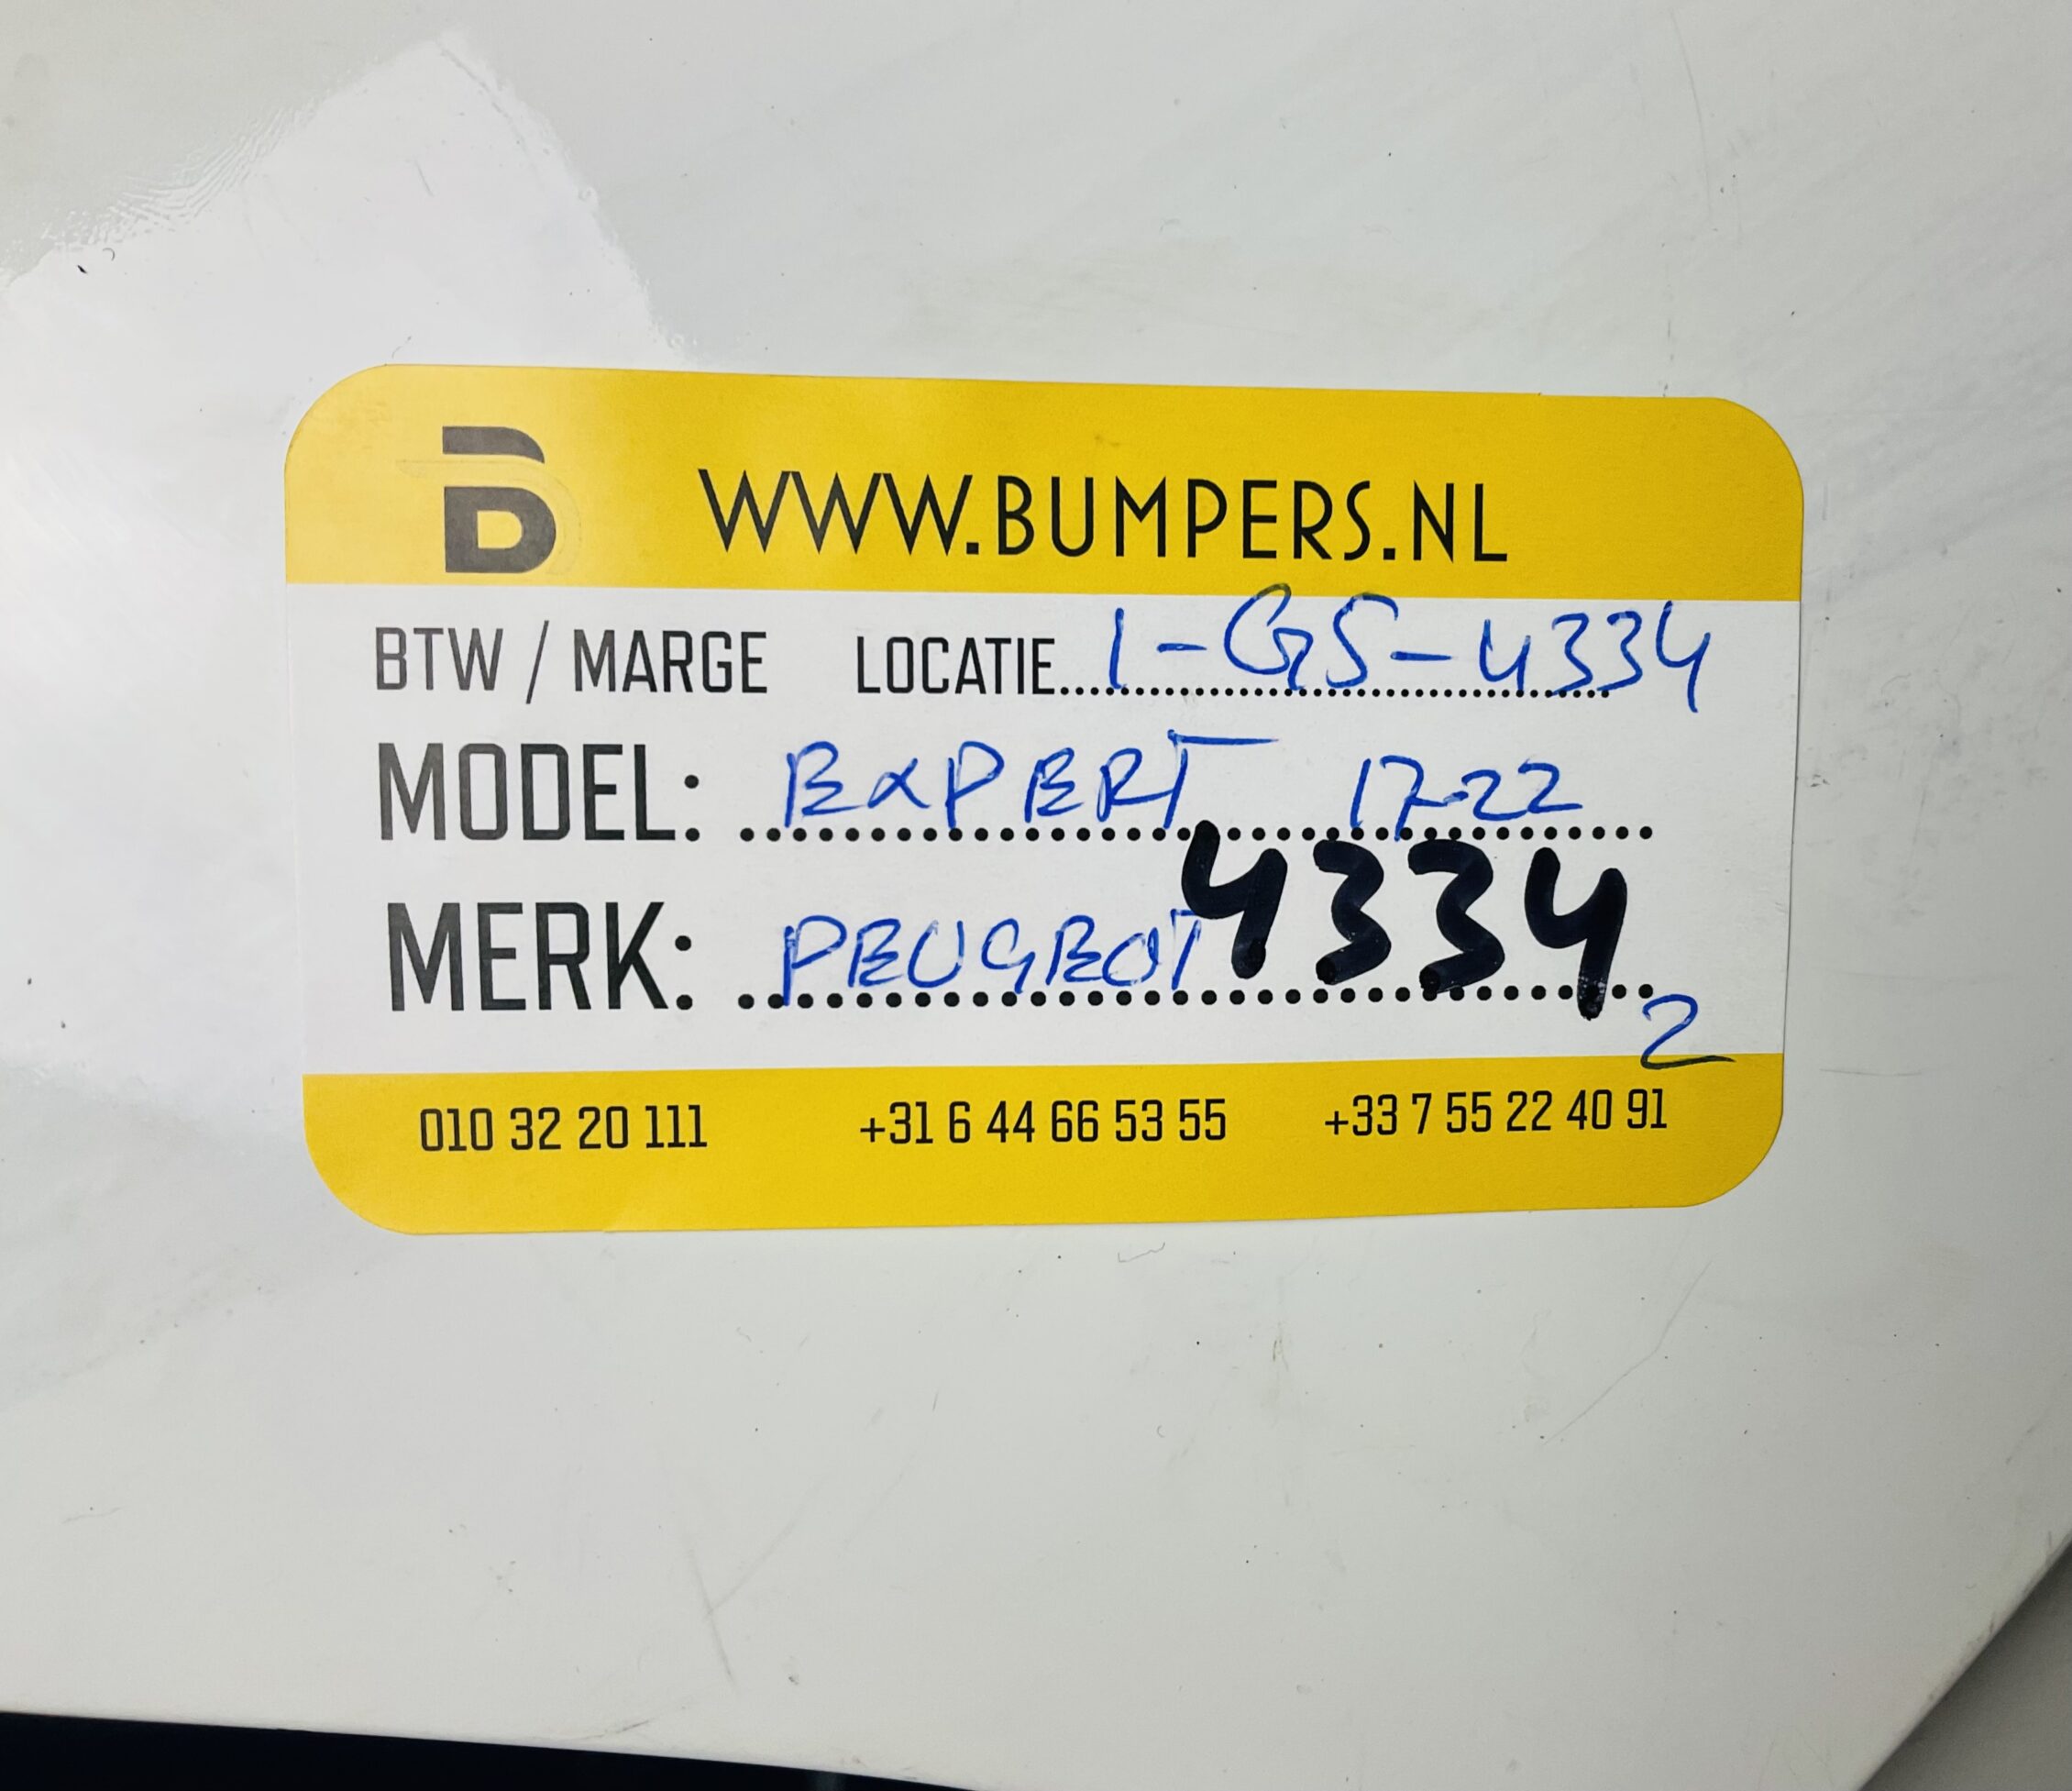 WWW.BUMPERS.NL
BTW / MARGE LOCATIE 1-GS-4334
MODEL: EXPERT 17-22
MERK: PEUGEOT 4334
2
010 32 20 111 +31 6 44 66 53 55 +33 7 55 22 40 91